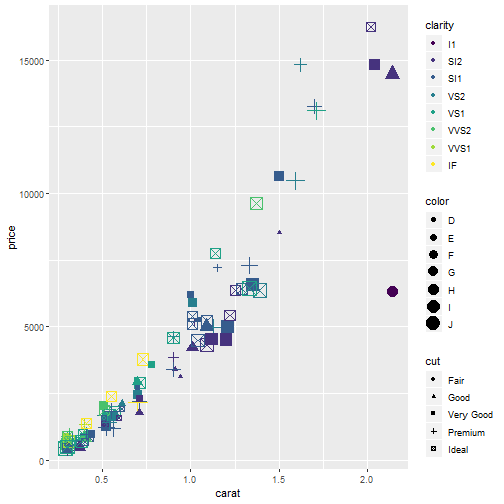 clarity
I1
SI2
SI1
VS2
VS1
VVS2
VVS1
IF
color
D
E
F
G
H
I
J
cut
Fair
Good
Very Good
Premium
Ideal
price
15000
10000
5000
0
0.5
1.0
1.5
2.0
carat